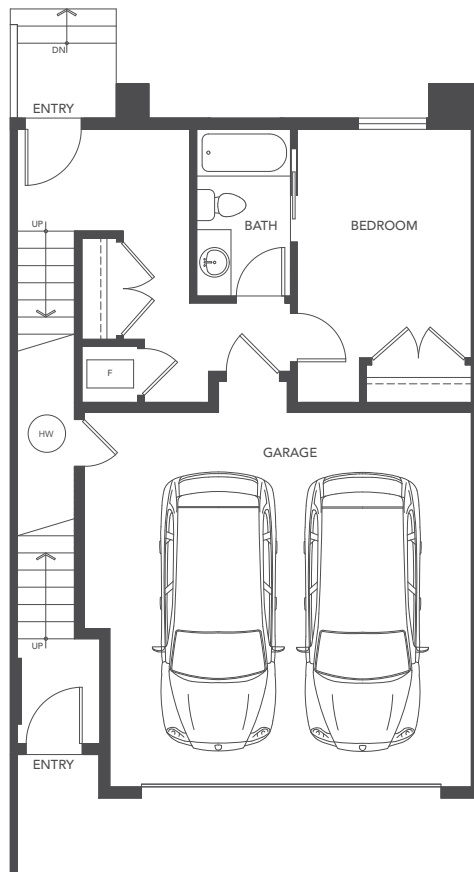 DN
ENTRY
UP
BATH
BEDROOM
F
HW
GARAGE
UP
ENTRY